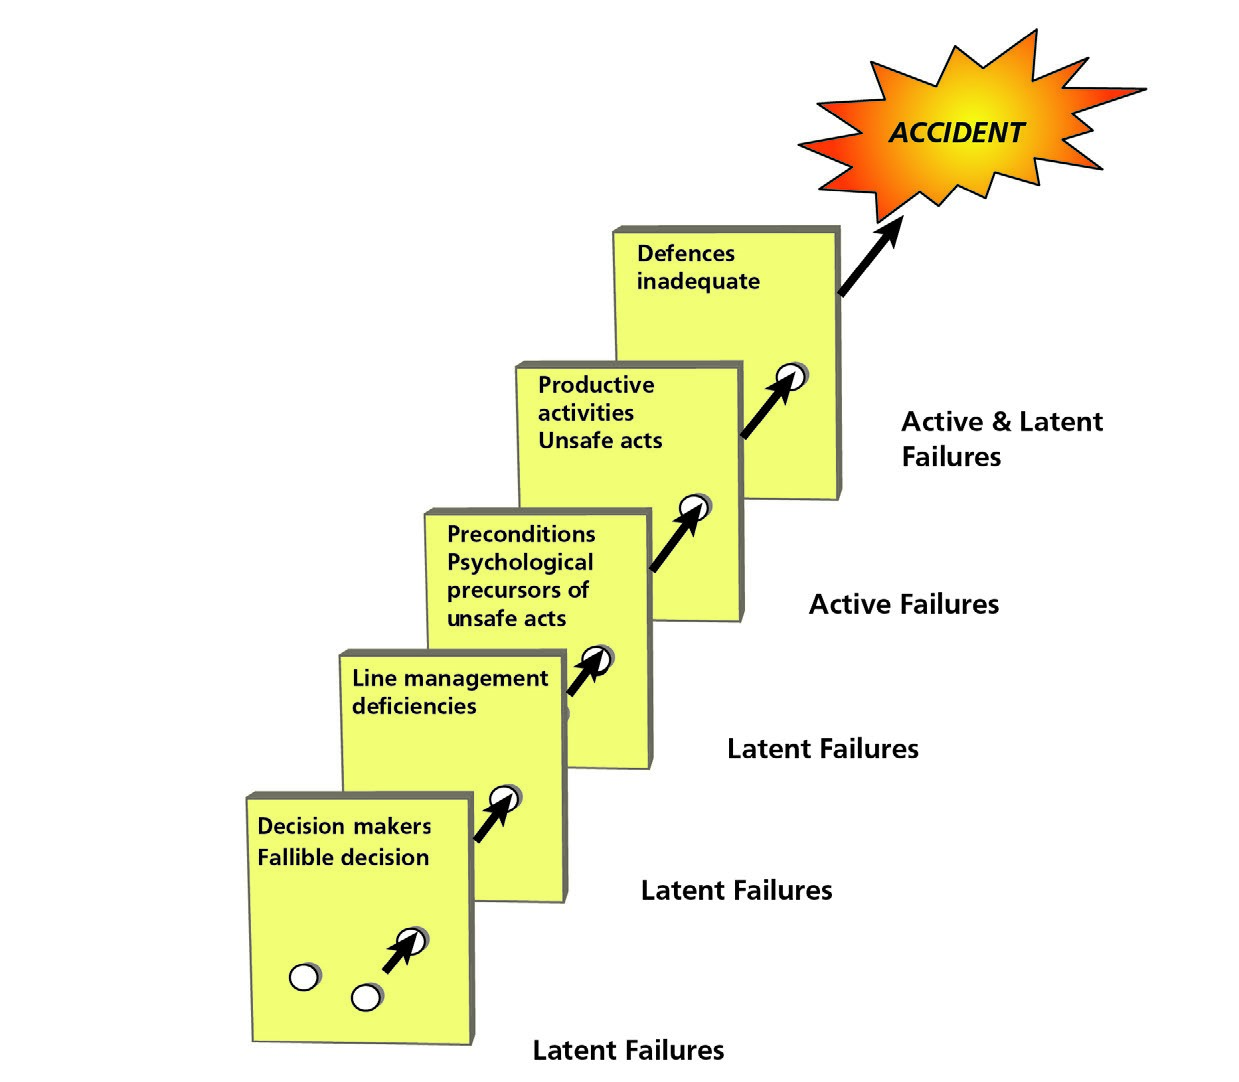 ACCIDENT
Defences
inadequate
Productive
activities
Unsafe acts
Active & Latent
Failures
Preconditions
Psychological
precursors of
unsafe acts
Active Failures
Line management
deficiencies
Latent Failures
Decision makers
Fallible decision
Latent Failures
Latent Failures